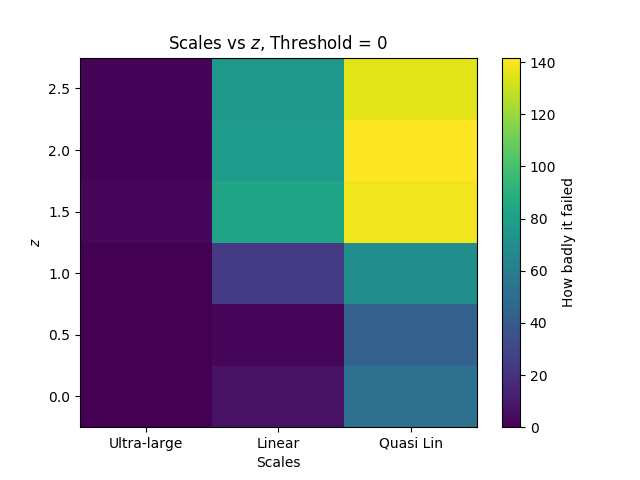 Scales vs z, Threshold = 0
2.5
2.0
1.5
1.0
0.5
0.0
z
Ultra-large
Linear
Quasi Lin
Scales
140
120
100
80
60
40
20
0
How badly it failed